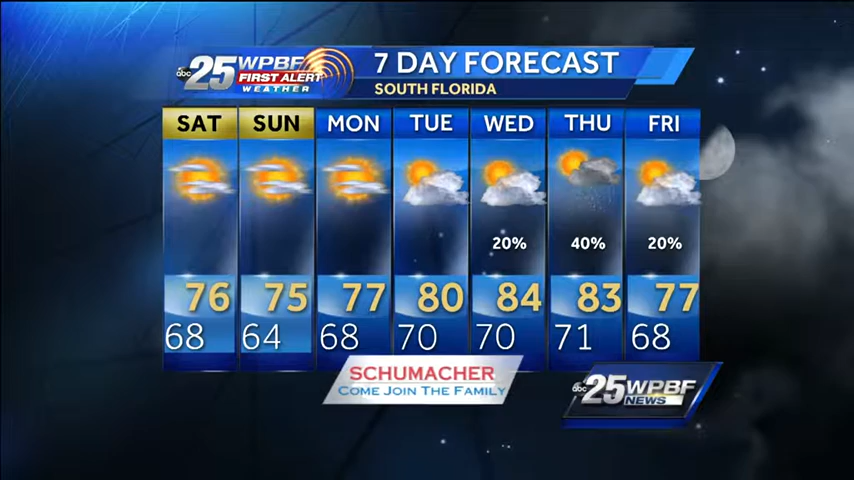 abc 25 WPBF
FIRST ALERT
WEATHER
7 DAY FORECAST
SOUTH FLORIDA
SAT SUN MON TUE WED THU FRI
20% 40% 20%
76 75 77 80 84 83 77
68 64 68 70 70 71 68
SCHUMACHER
COME JOIN THE FAMILY
abc 25 WPBF
NEWS